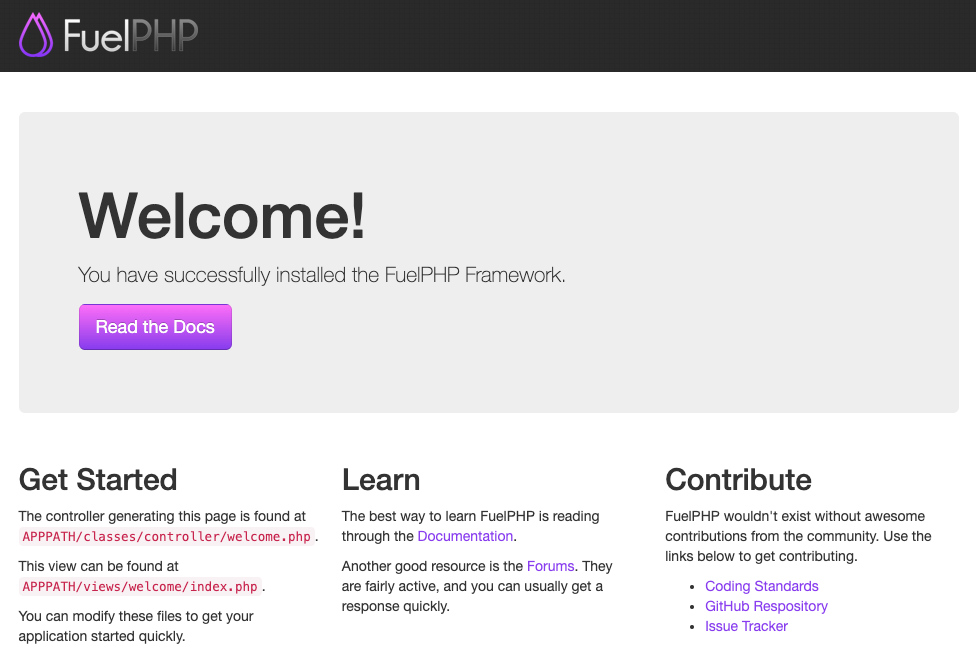 FuelPHP
Welcome!
You have successfully installed the FuelPHP Framework.
Read the Docs
Get Started
The controller generating this page is found at
APPPATH/classes/controller/welcome.php.
This view can be found at
APPPATH/views/welcome/index.php.
You can modify these files to get your
application started quickly.
Learn
The best way to learn FuelPHP is reading
through the Documentation.
Another good resource is the Forums. They
are fairly active, and you can usually get a
response quickly.
Contribute
FuelPHP wouldn't exist without awesome
contributions from the community. Use the
links below to get contributing.
• Coding Standards
• GitHub Respository
• Issue Tracker